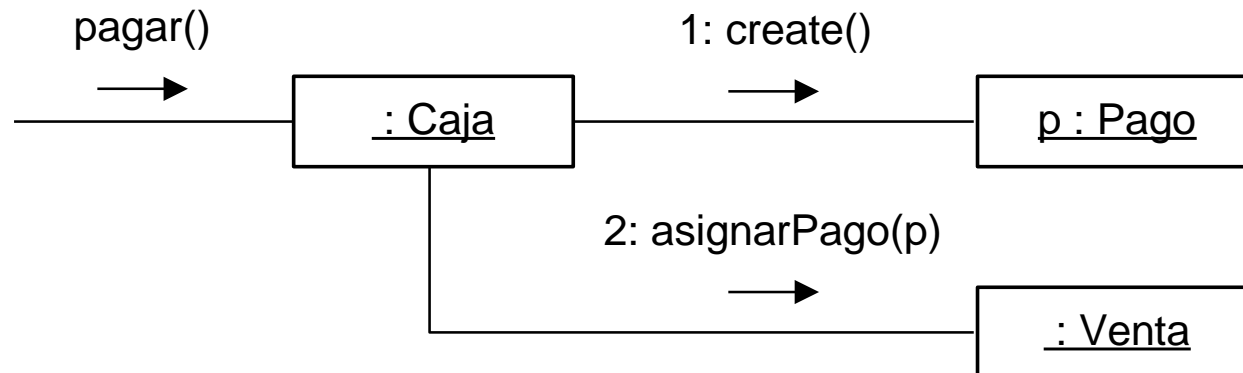 pagar()
1: create()
: Caja
p : Pago
2: asignarPago(p)
: Venta